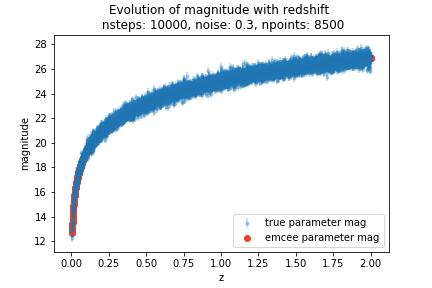 Evolution of magnitude with redshift
nsteps: 10000, noise: 0.3, npoints: 8500
magnitude
28
26
24
22
20
18
16
14
12
true parameter mag
emcee parameter mag
0.00 0.25 0.50 0.75 1.00 1.25 1.50 1.75 2.00
z